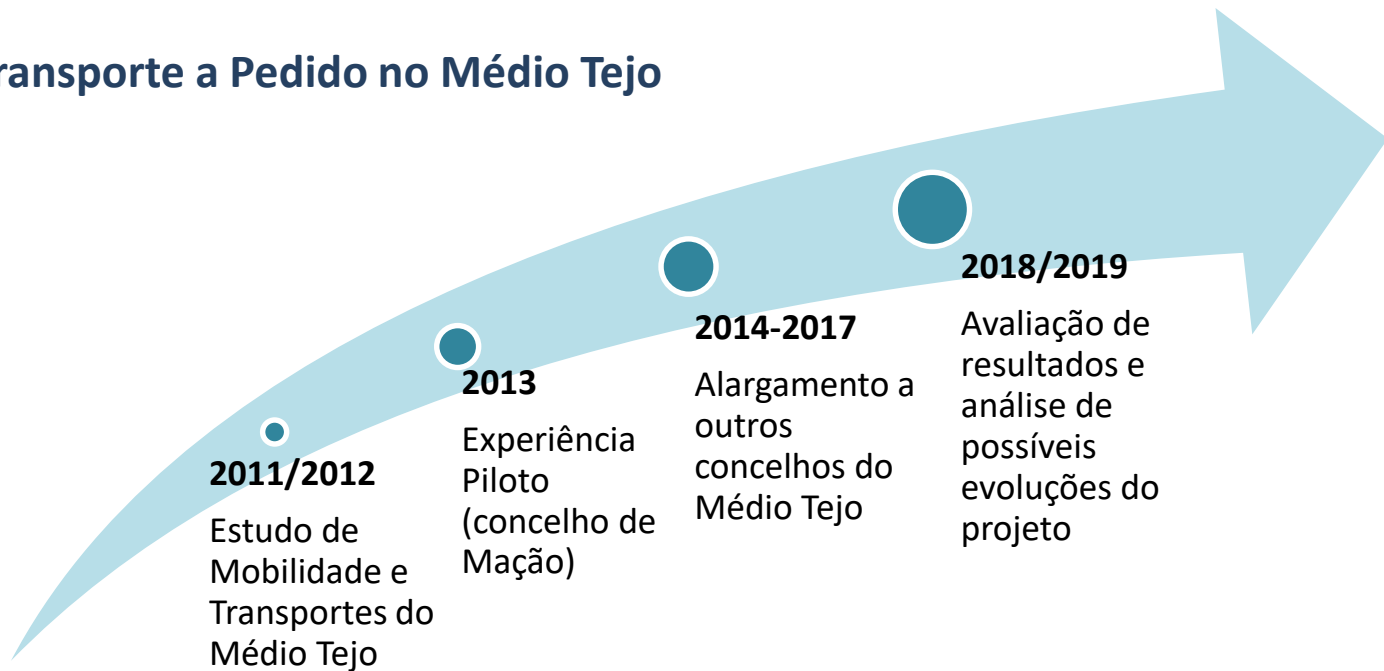 ransporte a Pedido no Médio Tejo
2011/2012
Estudo de
Mobilidade e
Transportes do
Médio Tejo
2013
Experiência
Piloto
(concelho de
Mação)
2014-2017
Alargamento a
outros
concelhos do
Médio Tejo
2018/2019
Avaliação de
resultados e
análise de
possíveis
evoluções do
projeto